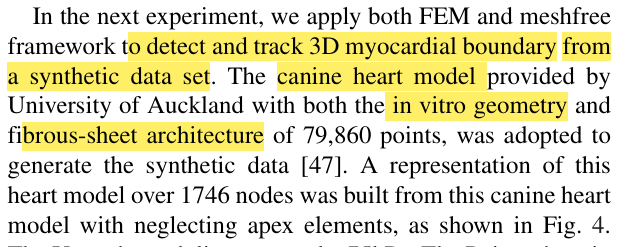 In the next experiment, we apply both FEM and meshfree
framework to detect and track 3D myocardial boundary from
a synthetic data set. The canine heart model provided by
University of Auckland with both the in vitro geometry and
fibrous-sheet architecture of 79,860 points, was adopted to
generate the synthetic data [47]. A representation of this
heart model over 1746 nodes was built from this canine heart
model with neglecting apex elements, as shown in Fig. 4.